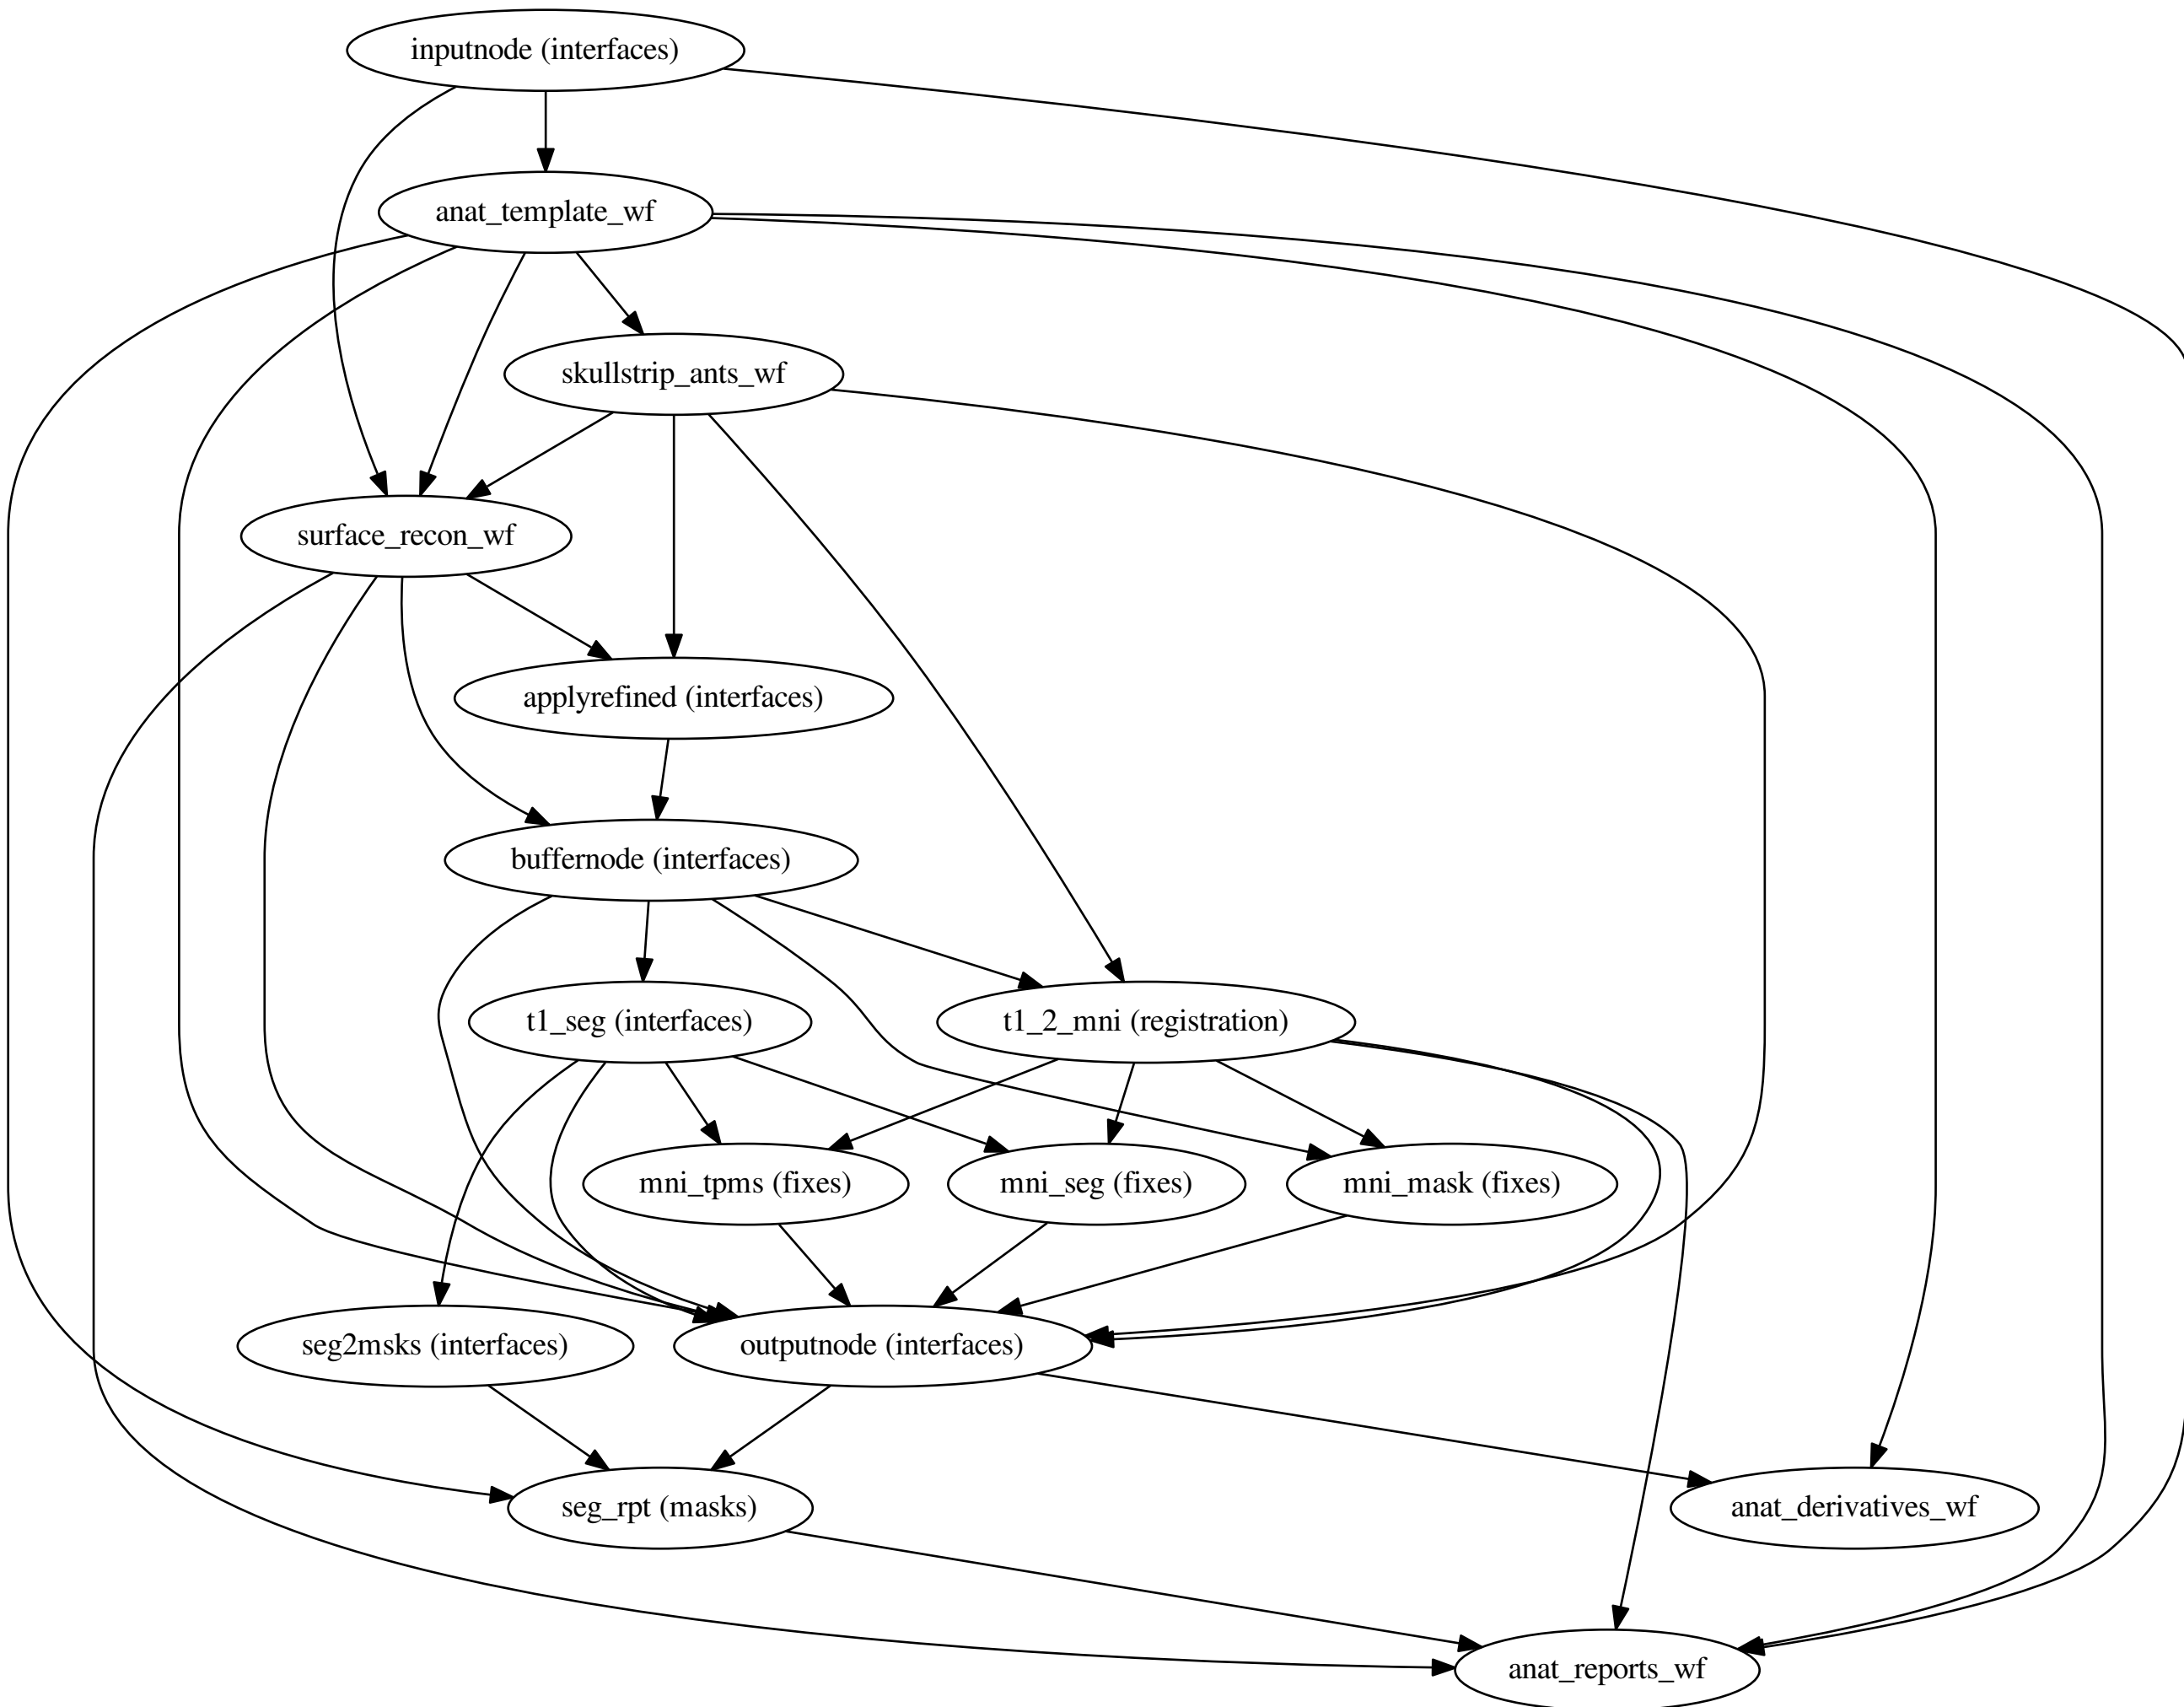 inputnode (interfaces)
anat_template_wf
skullstrip_ants_wf
surface_recon_wf
applyrefined (interfaces)
buffernode (interfaces)
t1_seg (interfaces)
t1_2_mni (registration)
mni_tpms (fixes)
mni_seg (fixes)
mni_mask (fixes)
seg2msks (interfaces)
outputnode (interfaces)
seg_rpt (masks)
anat_derivatives_wf
anat_reports_wf